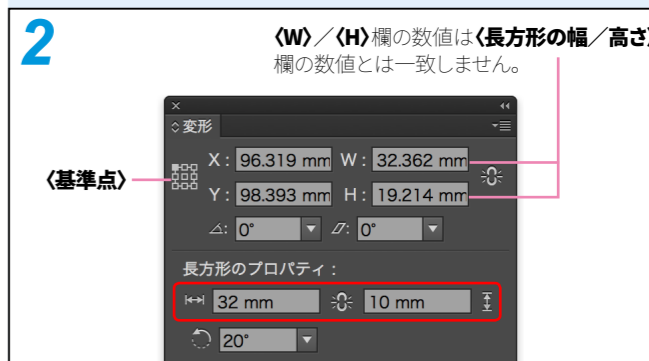 2
〈W〉／〈H〉欄の数値は〈長方形の幅／高さ〉
欄の数値とは一致しません。
変形
〈基準点〉
X : 96.319 mm W : 32.362 mm
Y : 98.393 mm H : 19.214 mm
0° 0°
長方形のプロパティ :
32 mm 10 mm
20°